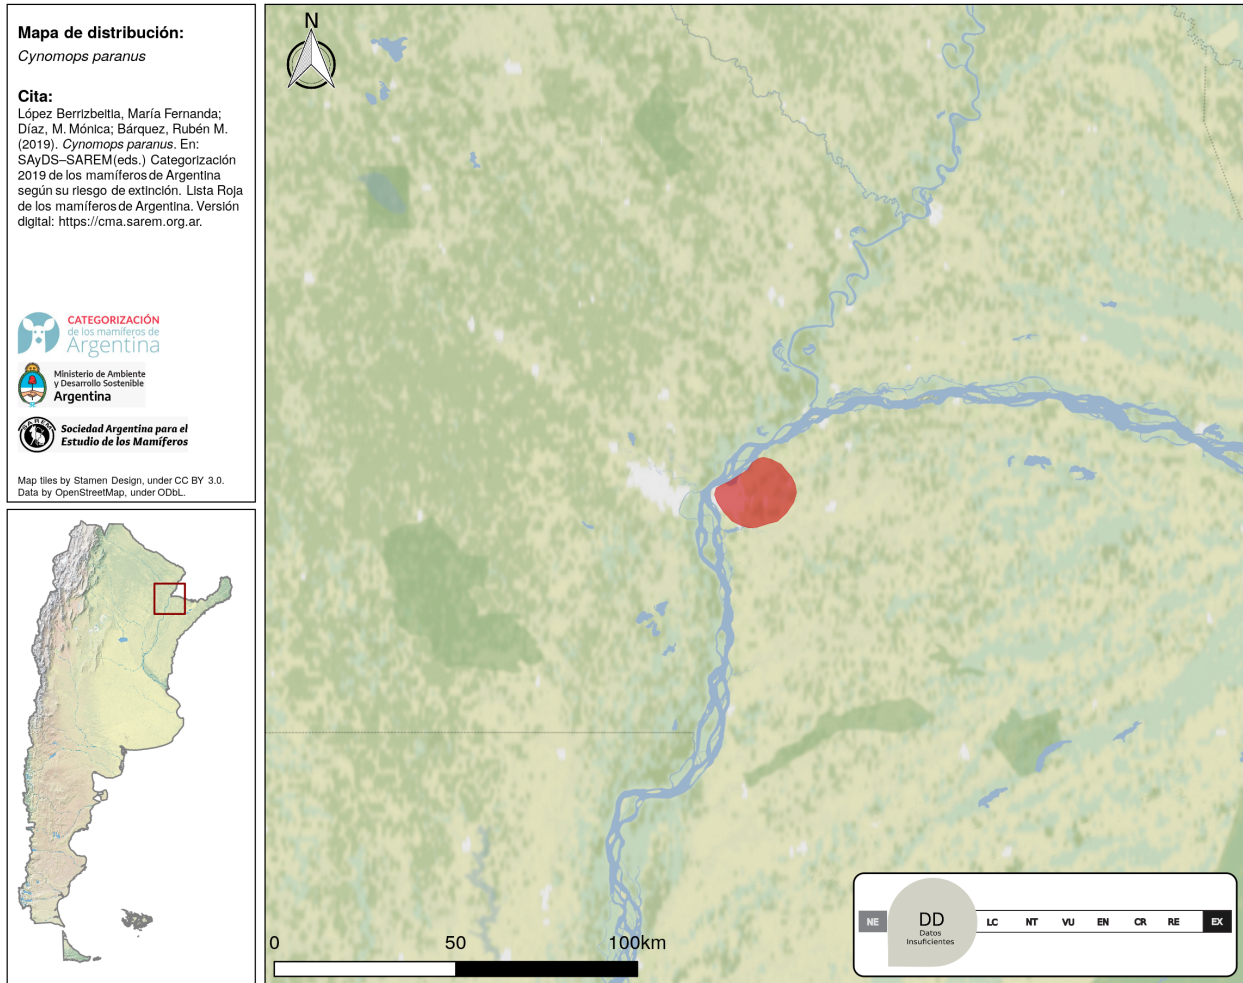 Mapa de distribución:
Cynomops paranus
Cita:
López Berrizbeitia, María Fernanda;
Díaz, M. Mónica; Bárquez, Rubén M.
(2019). Cynomops paranus. En:
SAyDS–SAREM(eds.) Categorización
2019 de los mamíferos de Argentina
según su riesgo de extinción. Lista Roja
de los mamíferos de Argentina. Versión
digital: https://cma.sarem.org.ar.
CATEGORIZACIÓN
de los mamíferos de
Argentina
Ministerio de Ambiente
y Desarrollo Sostenible
Argentina
SAREM
Sociedad Argentina para el
Estudio de los Mamíferos
Map tiles by Stamen Design, under CC BY 3.0.
Data by OpenStreetMap, under ODbL.
N
0 50 100km
NE DD LC NT VU EN CR RE EX
Datos
Insuficientes